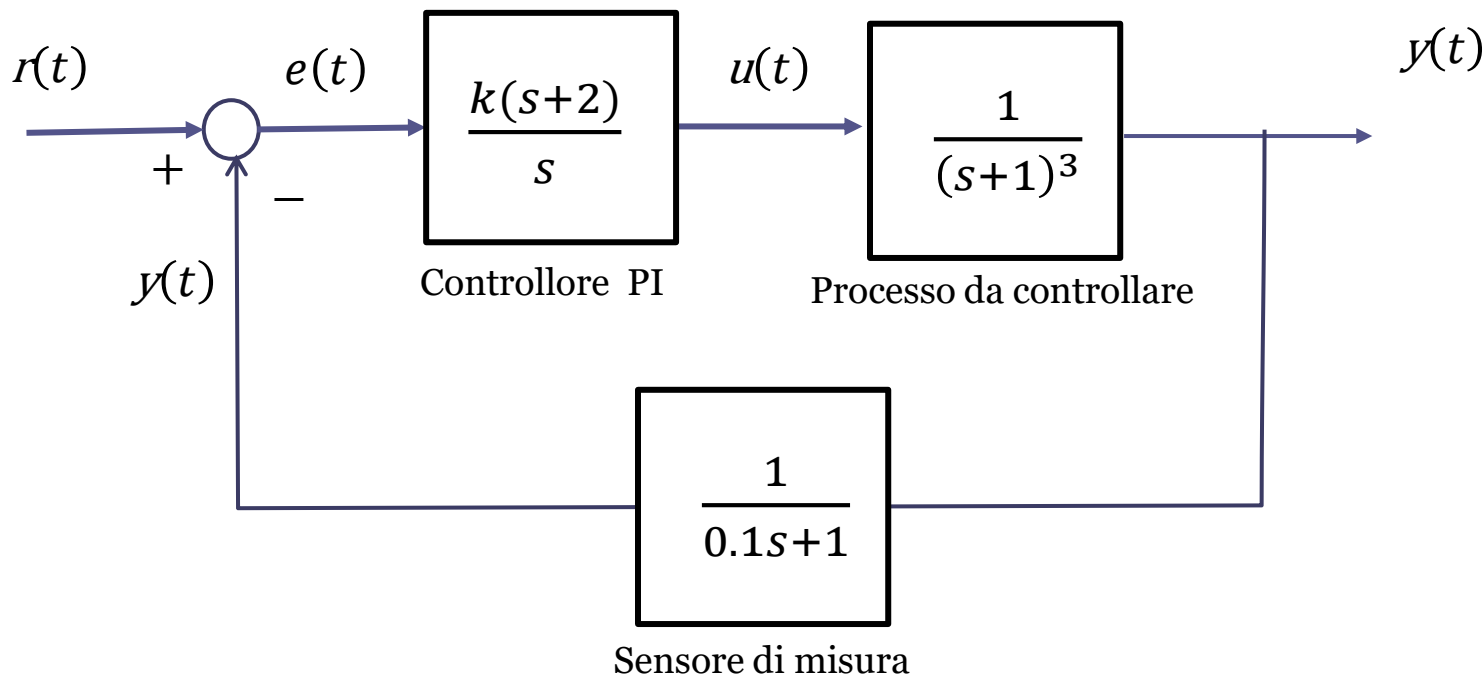 r(t)
e(t)
k(s+2)
s
u(t)
1
(s+1)³
y(t)
+
−
y(t)
Controllore PI
Processo da controllare
1
0.1s+1
Sensore di misura